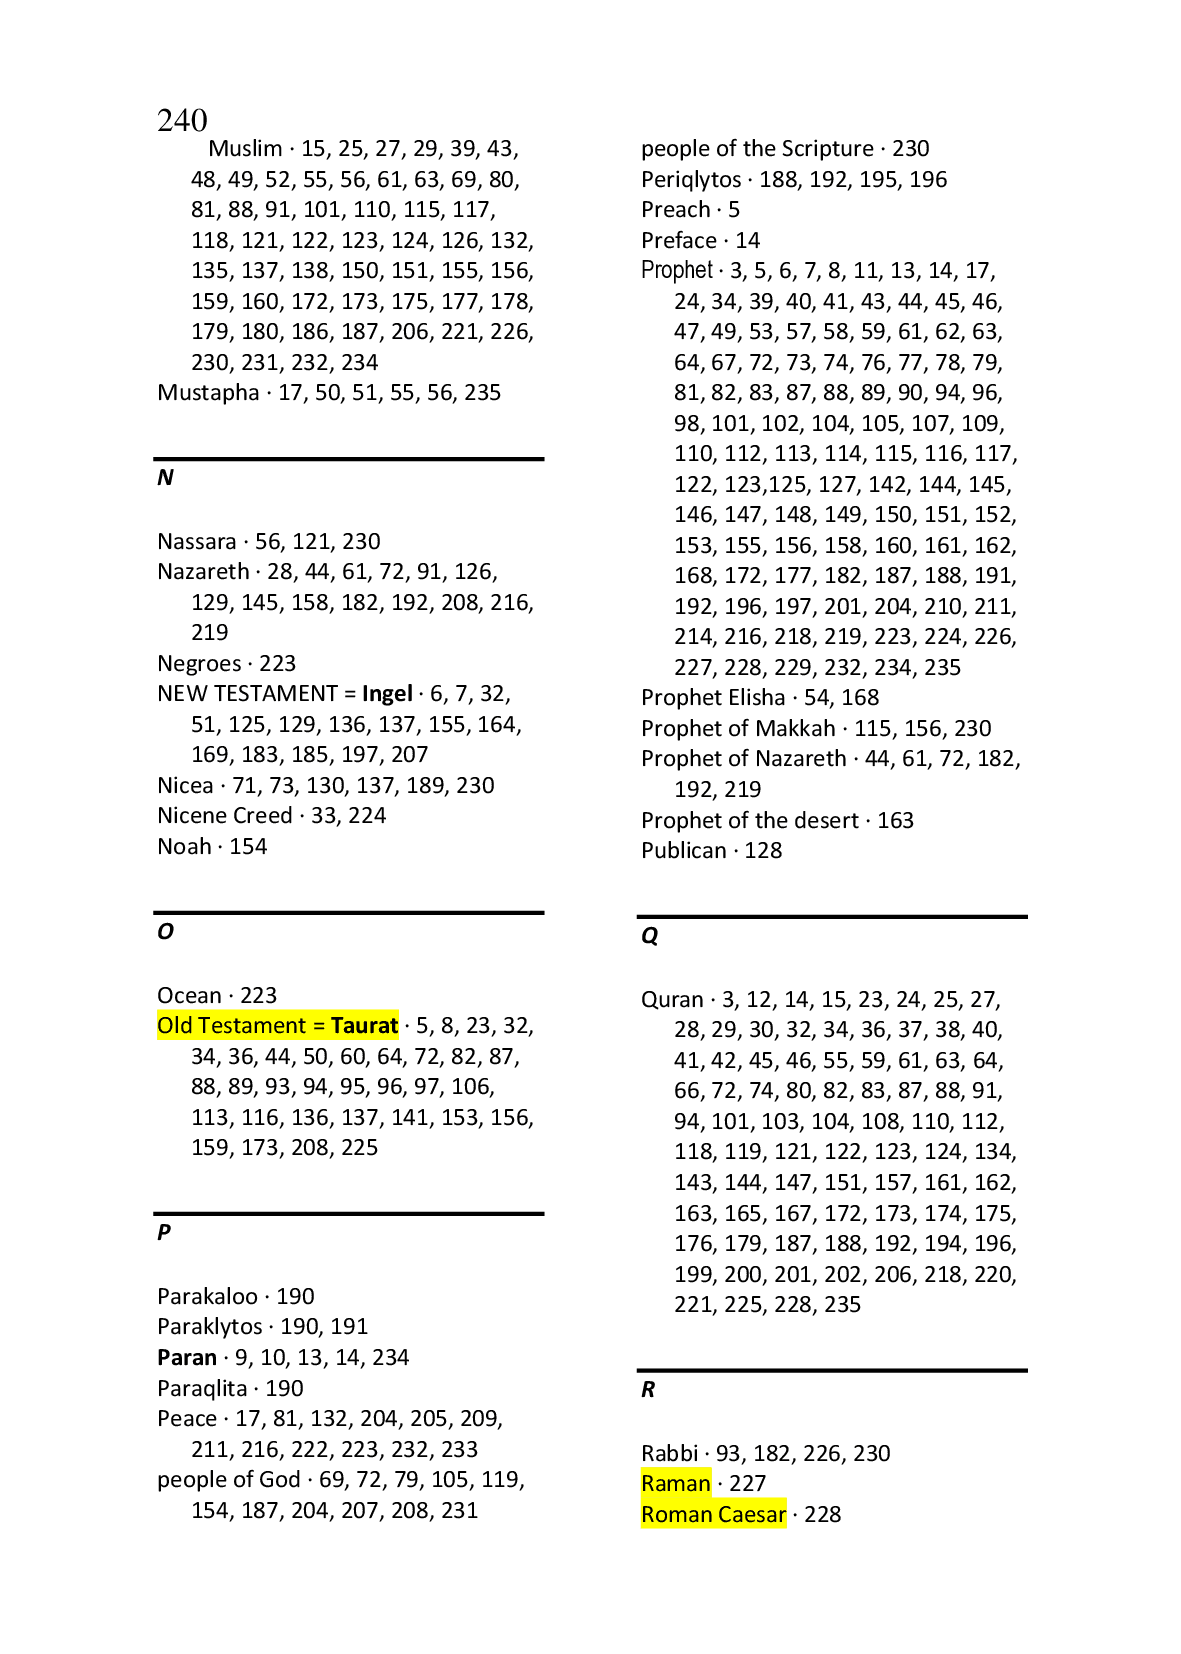 240
Muslim · 15, 25, 27, 29, 39, 43,
48, 49, 52, 55, 56, 61, 63, 69, 80,
81, 88, 91, 101, 110, 115, 117,
118, 121, 122, 123, 124, 126, 132,
135, 137, 138, 150, 151, 155, 156,
159, 160, 172, 173, 175, 177, 178,
179, 180, 186, 187, 206, 221, 226,
230, 231, 232, 234
Mustapha · 17, 50, 51, 55, 56, 235
N
Nassara · 56, 121, 230
Nazareth · 28, 44, 61, 72, 91, 126,
129, 145, 158, 182, 192, 208, 216,
219
Negroes · 223
NEW TESTAMENT = Ingel · 6, 7, 32,
51, 125, 129, 136, 137, 155, 164,
169, 183, 185, 197, 207
Nicea · 71, 73, 130, 137, 189, 230
Nicene Creed · 33, 224
Noah · 154
O
Ocean · 223
Old Testament = Taurat · 5, 8, 23, 32,
34, 36, 44, 50, 60, 64, 72, 82, 87,
88, 89, 93, 94, 95, 96, 97, 106,
113, 116, 136, 137, 141, 153, 156,
159, 173, 208, 225
P
Parakaloo · 190
Paraklytos · 190, 191
Paran · 9, 10, 13, 14, 234
Paraqlita · 190
Peace · 17, 81, 132, 204, 205, 209,
211, 216, 222, 223, 232, 233
people of God · 69, 72, 79, 105, 119,
154, 187, 204, 207, 208, 231
people of the Scripture · 230
Periqlytos · 188, 192, 195, 196
Preach · 5
Preface · 14
Prophet · 3, 5, 6, 7, 8, 11, 13, 14, 17,
24, 34, 39, 40, 41, 43, 44, 45, 46,
47, 49, 53, 57, 58, 59, 61, 62, 63,
64, 67, 72, 73, 74, 76, 77, 78, 79,
81, 82, 83, 87, 88, 89, 90, 94, 96,
98, 101, 102, 104, 105, 107, 109,
110, 112, 113, 114, 115, 116, 117,
122, 123,125, 127, 142, 144, 145,
146, 147, 148, 149, 150, 151, 152,
153, 155, 156, 158, 160, 161, 162,
168, 172, 177, 182, 187, 188, 191,
192, 196, 197, 201, 204, 210, 211,
214, 216, 218, 219, 223, 224, 226,
227, 228, 229, 232, 234, 235
Prophet Elisha · 54, 168
Prophet of Makkah · 115, 156, 230
Prophet of Nazareth · 44, 61, 72, 182,
192, 219
Prophet of the desert · 163
Publican · 128
Q
Quran · 3, 12, 14, 15, 23, 24, 25, 27,
28, 29, 30, 32, 34, 36, 37, 38, 40,
41, 42, 45, 46, 55, 59, 61, 63, 64,
66, 72, 74, 80, 82, 83, 87, 88, 91,
94, 101, 103, 104, 108, 110, 112,
118, 119, 121, 122, 123, 124, 134,
143, 144, 147, 151, 157, 161, 162,
163, 165, 167, 172, 173, 174, 175,
176, 179, 187, 188, 192, 194, 196,
199, 200, 201, 202, 206, 218, 220,
221, 225, 228, 235
R
Rabbi · 93, 182, 226, 230
Raman · 227
Roman Caesar · 228